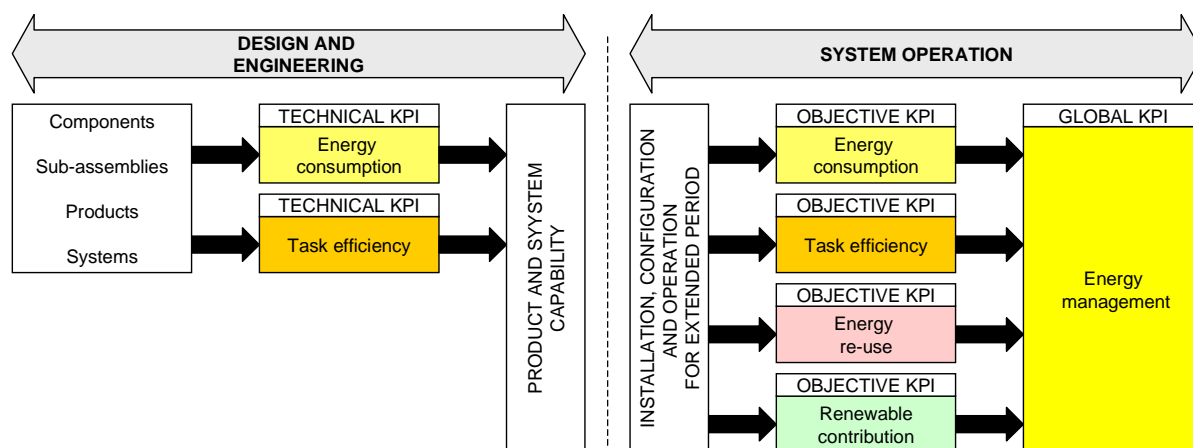 DESIGN AND
ENGINEERING
SYSTEM OPERATION
Components
Sub-assemblies
Products
Systems
TECHNICAL KPI
Energy
consumption
TECHNICAL KPI
Task efficiency
PRODUCT AND SYYSTEM
CAPABILITY
INSTALLATION, CONFIGURATION
AND OPERATION
FOR EXTENDED PERIOD
OBJECTIVE KPI
Energy
consumption
OBJECTIVE KPI
Task efficiency
OBJECTIVE KPI
Energy
re-use
OBJECTIVE KPI
Renewable
contribution
GLOBAL KPI
Energy
management